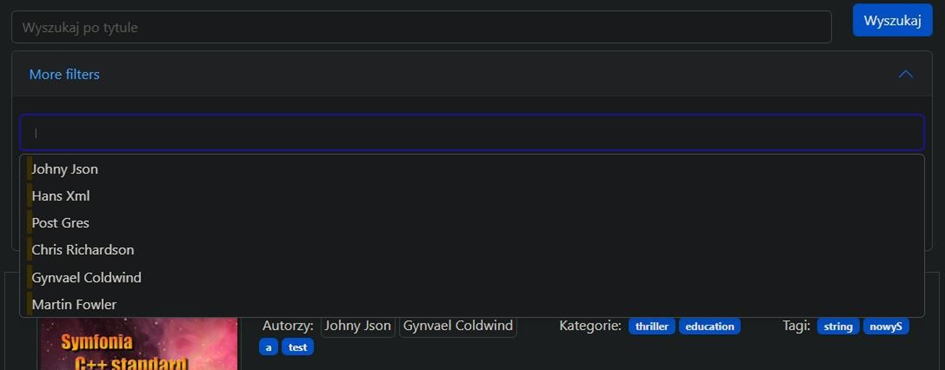 Wyszukaj po tytule
Wyszukaj
More filters
Johny Json
Hans Xml
Post Gres
Chris Richardson
Gynvael Coldwind
Martin Fowler
Autorzy: Johny Json Gynvael Coldwind Kategorie: thriller education Tagi: string nowyS
a test
Symfonia
C++ standard